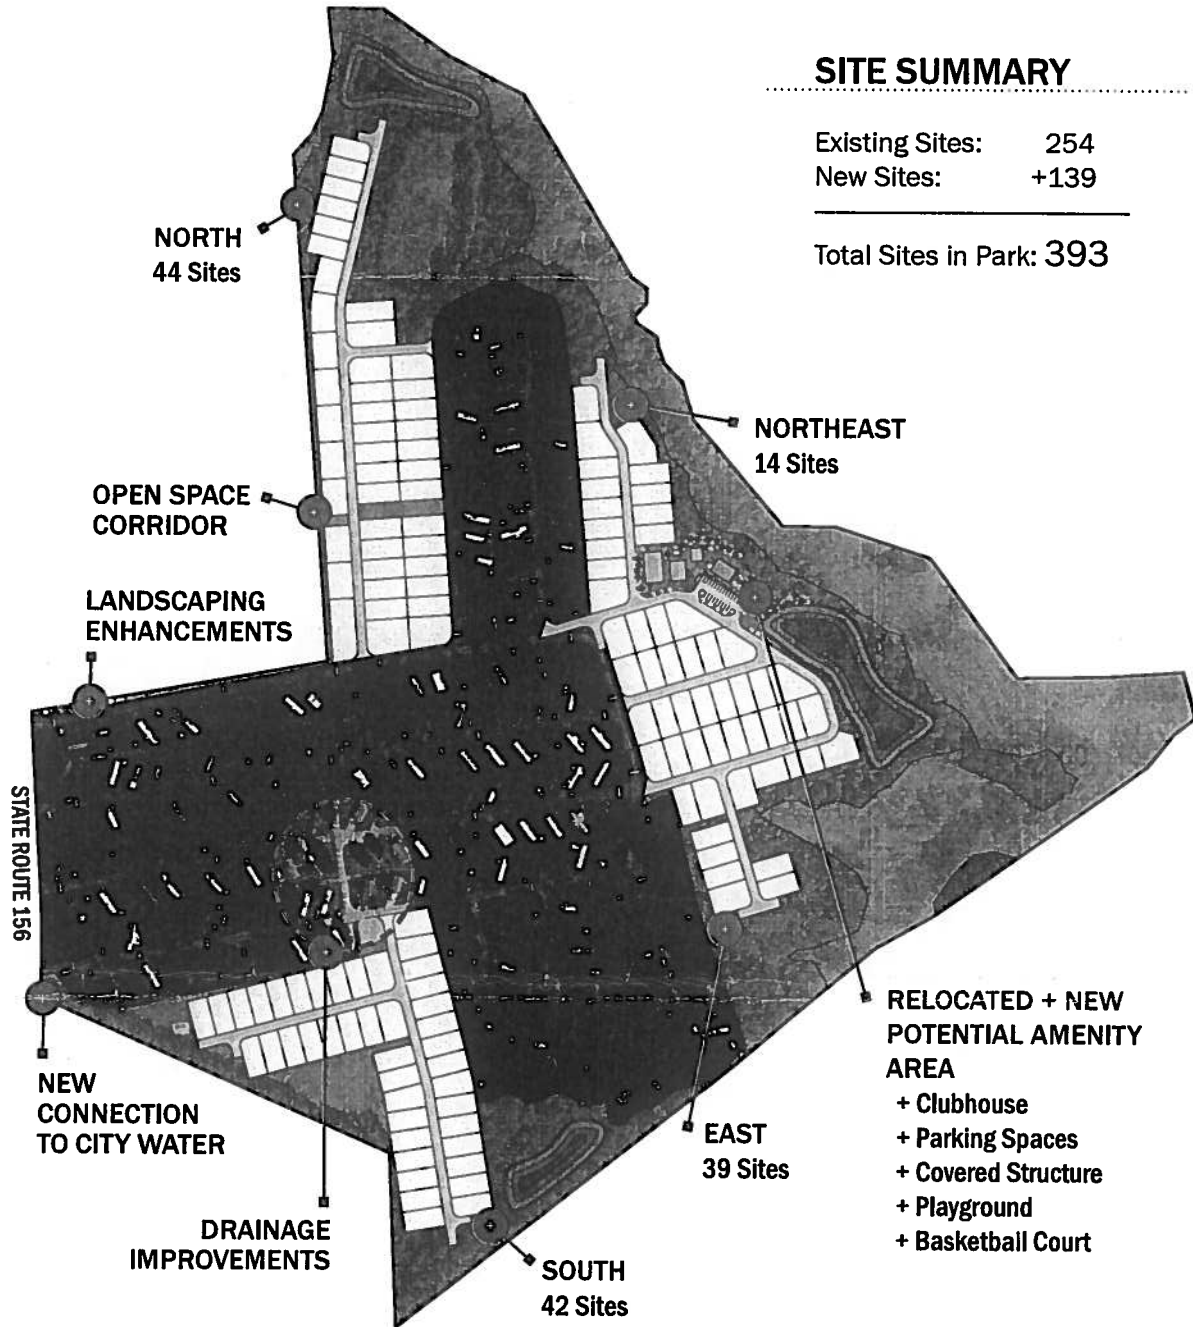 SITE SUMMARY
Existing Sites: 254
New Sites: +139
Total Sites in Park: 393
NORTH
44 Sites
NORTHEAST
14 Sites
OPEN SPACE
CORRIDOR
LANDSCAPING
ENHANCEMENTS
STATE ROUTE 156
NEW
CONNECTION
TO CITY WATER
DRAINAGE
IMPROVEMENTS
SOUTH
42 Sites
EAST
39 Sites
RELOCATED + NEW
POTENTIAL AMENITY
AREA
+ Clubhouse
+ Parking Spaces
+ Covered Structure
+ Playground
+ Basketball Court